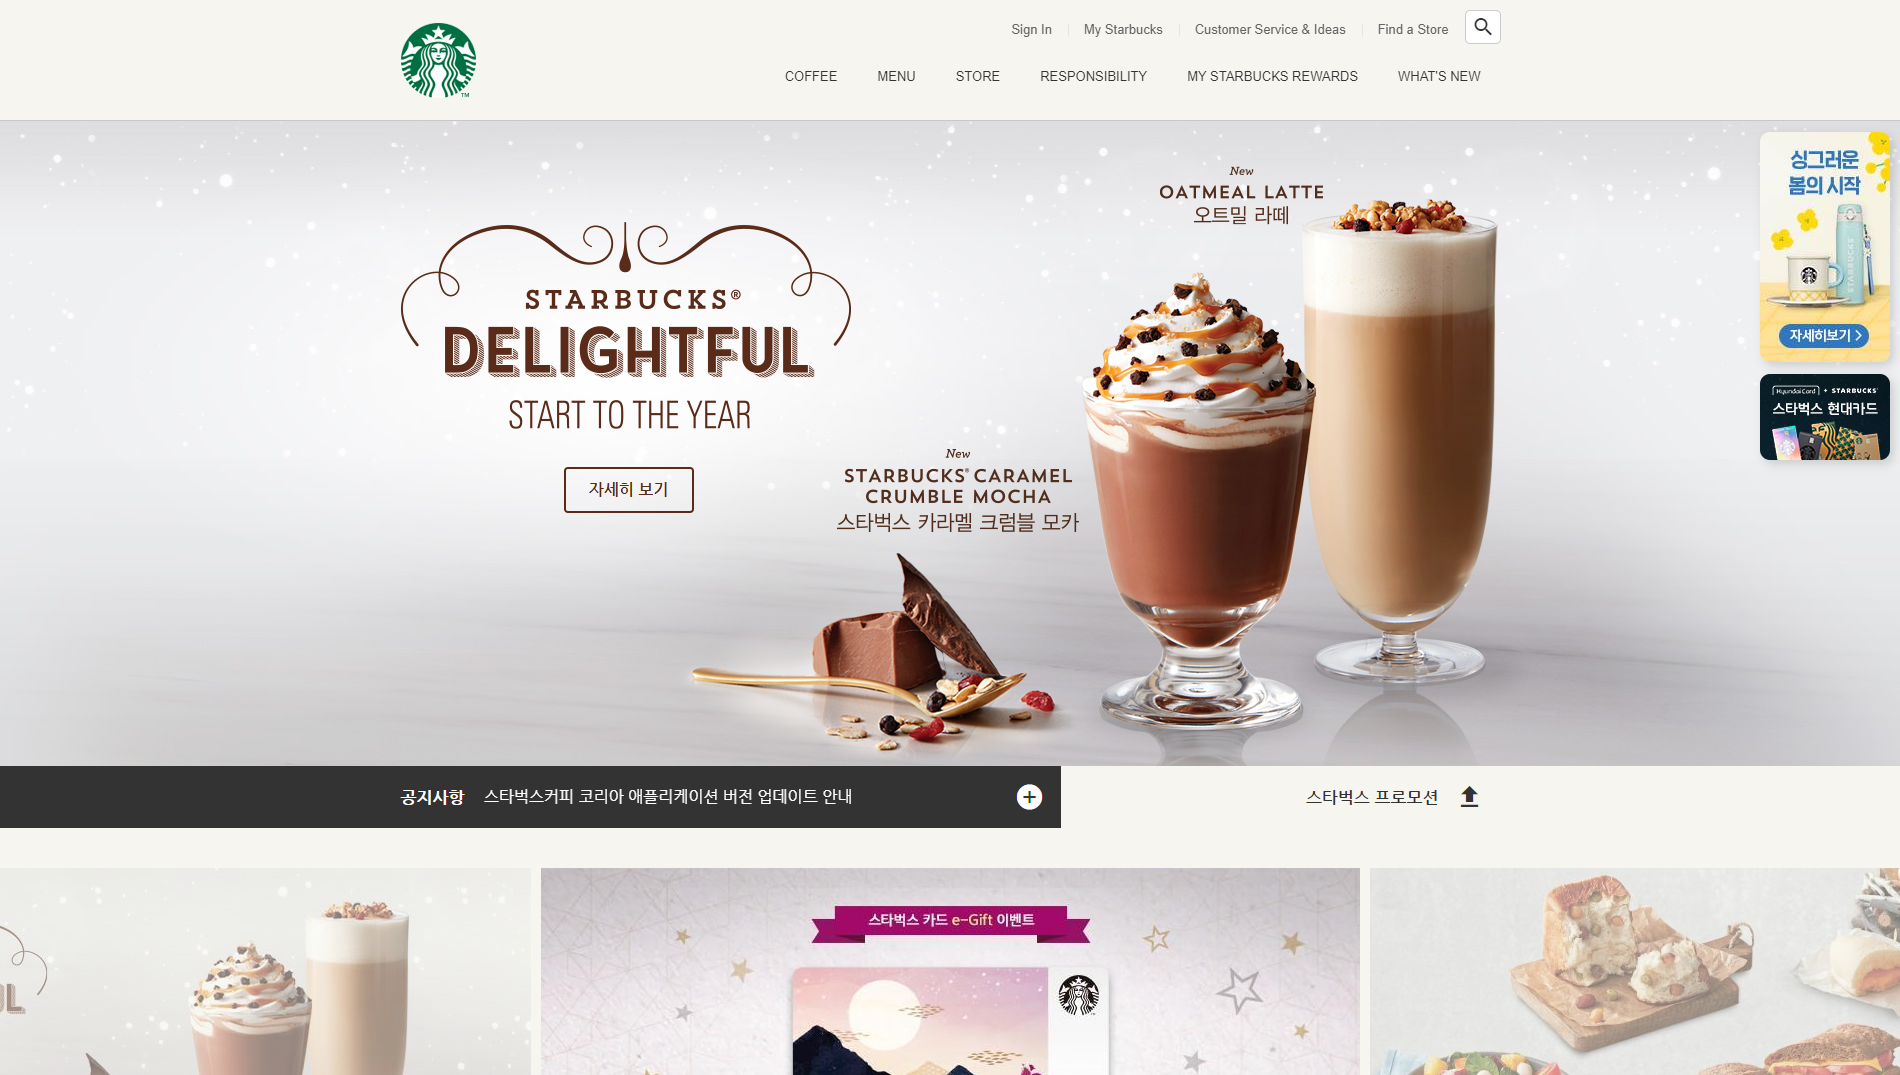 Sign In
My Starbucks
Customer Service & Ideas
Find a Store
COFFEE
MENU
STORE
RESPONSIBILITY
MY STARBUCKS REWARDS
WHAT'S NEW
TM
New
OATMEAL LATTE
오트밀 라떼
STARBUCKS®
DELIGHTFUL
START TO THE YEAR
자세히 보기
New
STARBUCKS® CARAMEL
CRUMBLE MOCHA
스타벅스 카라멜 크럼블 모카
싱그러운
봄의 시작
STARBUCKS
자세히보기 >
HyundaiCard + STARBUCKS
스타벅스 현대카드
공지사항 스타벅스커피 코리아 애플리케이션 버전 업데이트 안내
스타벅스 프로모션
UL
스타벅스 카드 e-Gift 이벤트